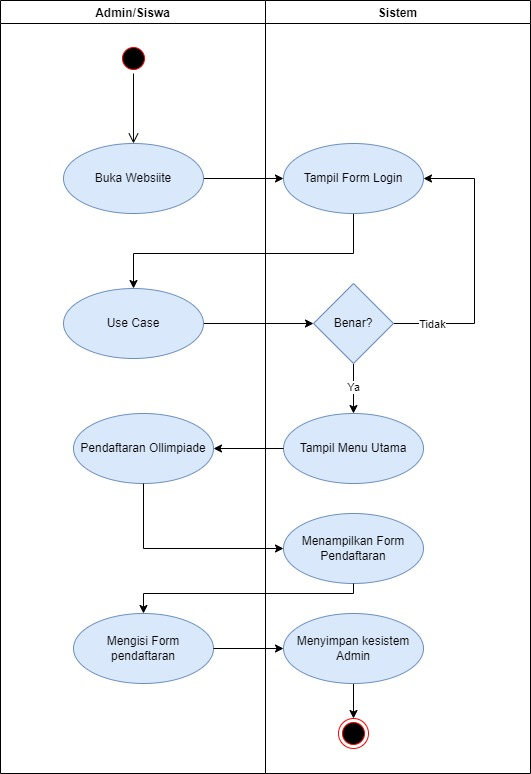 Admin/Siswa
Sistem
Buka Websiite
Tampil Form Login
Use Case
Benar?
Tidak
Ya
Pendaftaran Ollimpiade
Tampil Menu Utama
Menampilkan Form
Pendaftaran
Mengisi Form
pendaftaran
Menyimpan kesistem
Admin